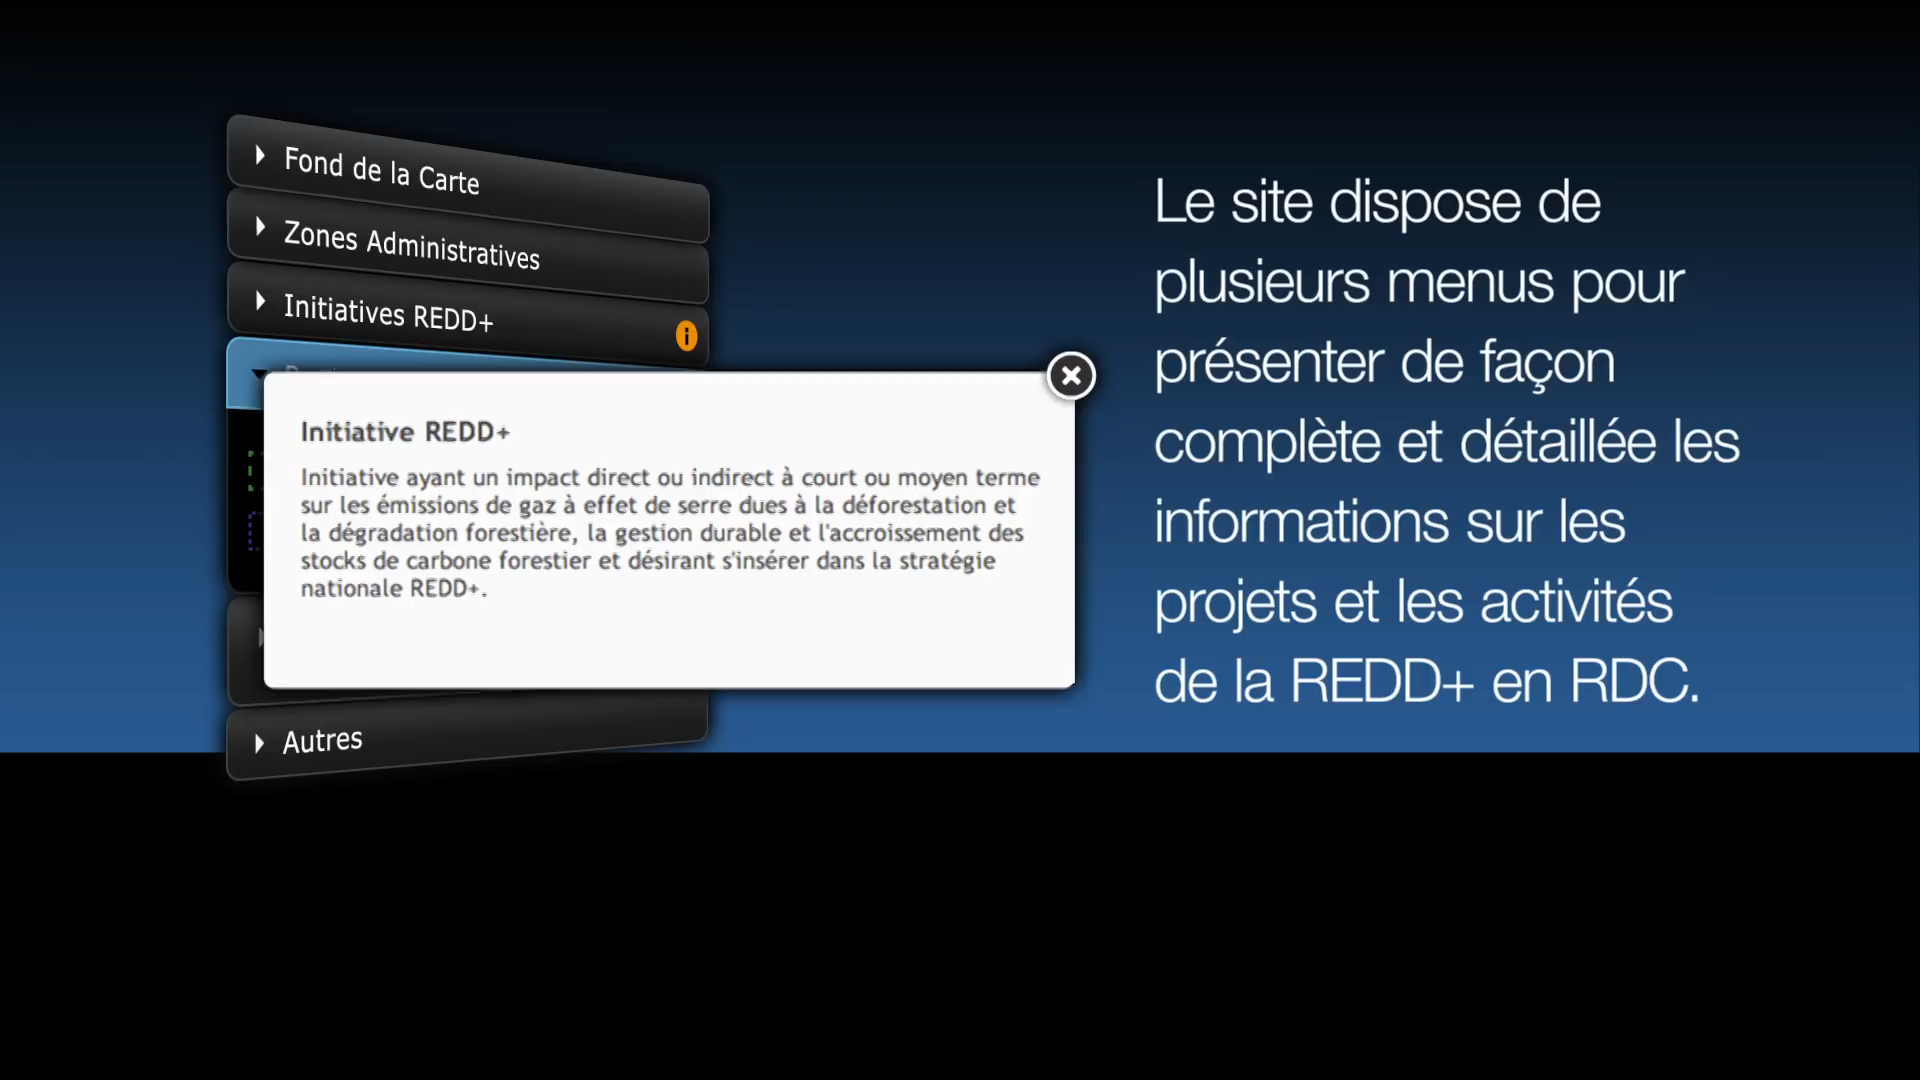 Fond de la Carte
Zones Administratives
Initiatives REDD+
Initiative REDD+
Initiative ayant un impact direct ou indirect à court ou moyen terme
sur les émissions de gaz à effet de serre dues à la déforestation et
la dégradation forestière, la gestion durable et l'accroissement des
stocks de carbone forestier et désirant s'insérer dans la stratégie
nationale REDD+.
Autres
Le site dispose de
plusieurs menus pour
présenter de façon
complète et détaillée les
informations sur les
projets et les activités
de la REDD+ en RDC.